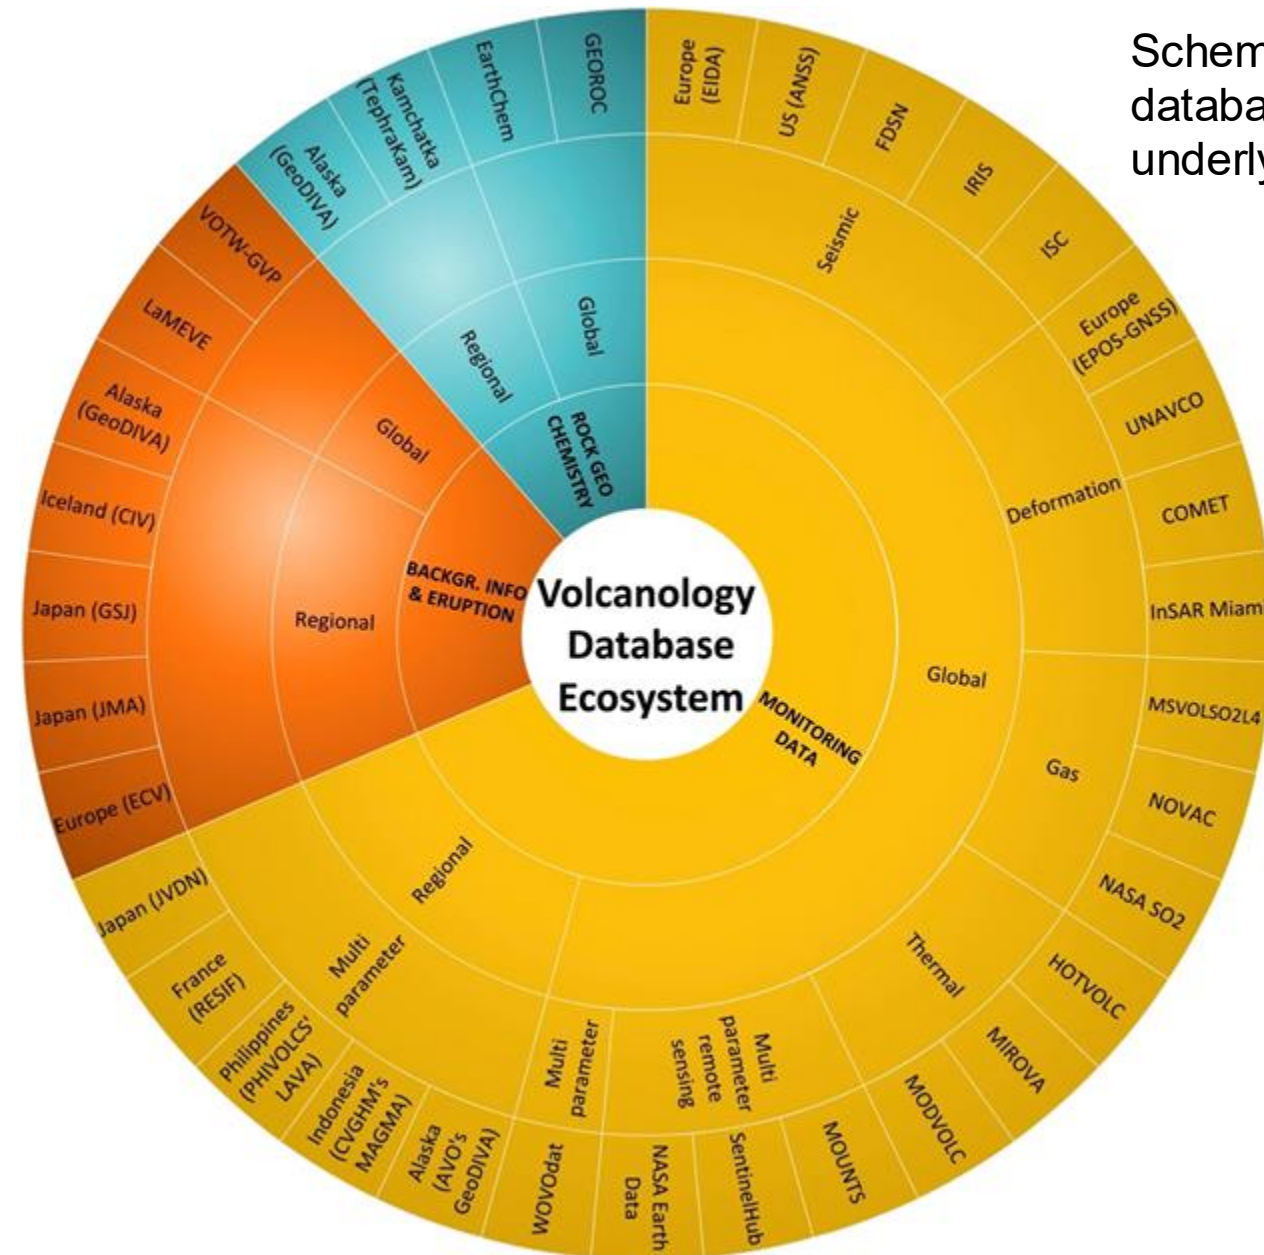 Schem
databa
underly
Volcanology
Database
Ecosystem
MONITORING
DATA
Global
Seismic
Europe
(EIDA)
US (ANSS)
FDSN
IRIS
ISC
Deformation
Europe
(EPOS-GNSS)
UNAVCO
COMET
InSAR Miam
Gas
MSVOLSO2L4
NOVAC
NASA SO2
Thermal
HOTVOLC
MIROVA
MODVOLC
Multi
parameter
remote
sensing
MOUNTS
SentinelHub
NASA Earth
Data
Multi
parameter
WOVOdat
Regional
Multi
parameter
Alaska
(AVO's
GeoDIVA)
Indonesia
(CVGHM's
MAGMA)
Philippines
(PHIVOLCS'
LAVA)
France
(RESIF)
Japan (JVDN)
BACKGR. INFO
& ERUPTION
Regional
Europe (ECV)
Japan (JMA)
Japan (GSJ)
Iceland (CIV)
Alaska
(GeoDIVA)
Global
LaMEVE
VOTW-GVP
ROCK GEO
CHEMISTRY
Regional
Alaska
(GeoDIVA)
Kamchatka
(TephraKam)
Global
EarthChem
GEOROC